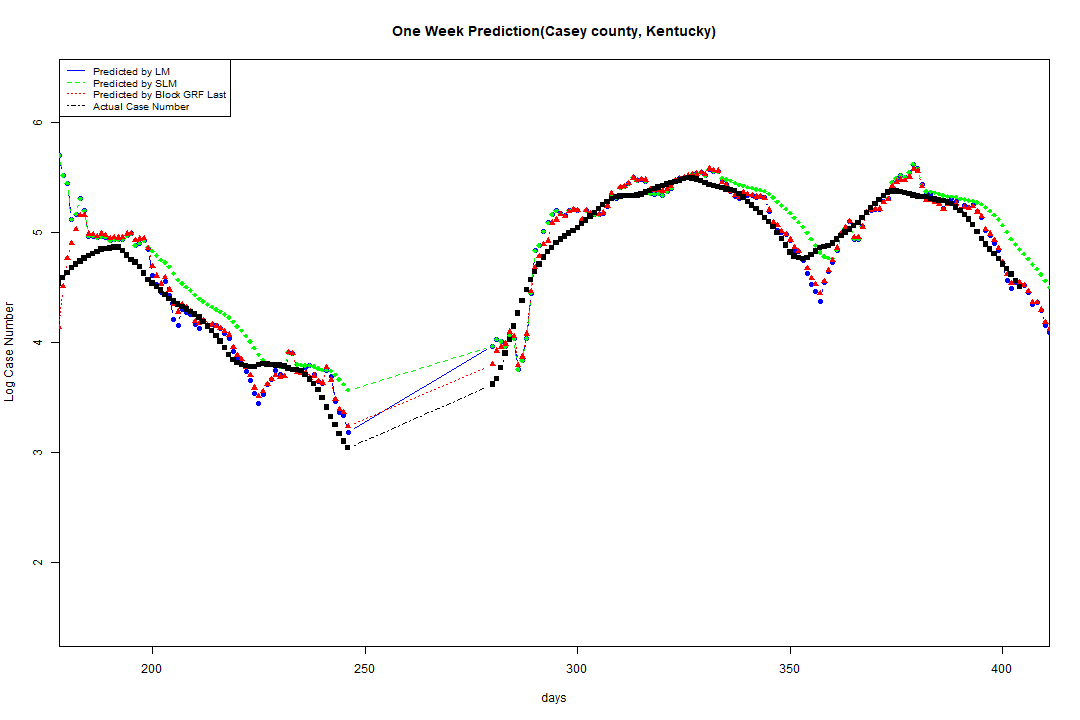 One Week Prediction(Casey county, Kentucky)
Predicted by LM
Predicted by SLM
Predicted by Block GRF Last
Actual Case Number
Log Case Number
6
5
4
3
2
200 250 300 350 400
days